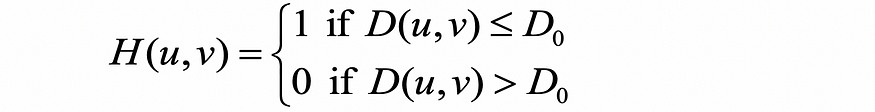 H(u,v) = { 1 if D(u,v) ≤ D₀
0 if D(u,v) > D₀